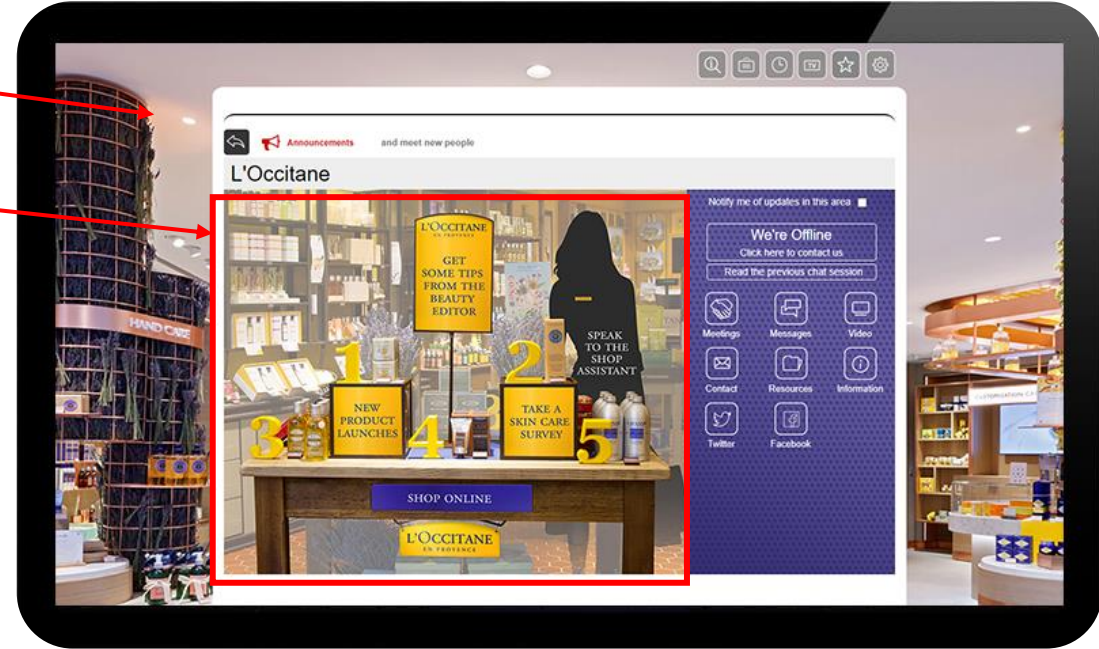 Announcements and meet new people
L'Occitane
Notify me of updates in this area
We're Offline
Click here to contact us
Read the previous chat session
Meetings
Messages
Video
Contact
Resources
Information
Twitter
Facebook
L'OCCITANE
EN PROVENCE
GET
SOME TIPS
FROM THE
BEAUTY
EDITOR
SPEAK
TO THE
SHOP
ASSISTANT
1
2
NEW
PRODUCT
LAUNCHES
TAKE A
SKIN CARE
SURVEY
3
4
5
SHOP ONLINE
L'OCCITANE
EN PROVENCE
HAND CARE
TV